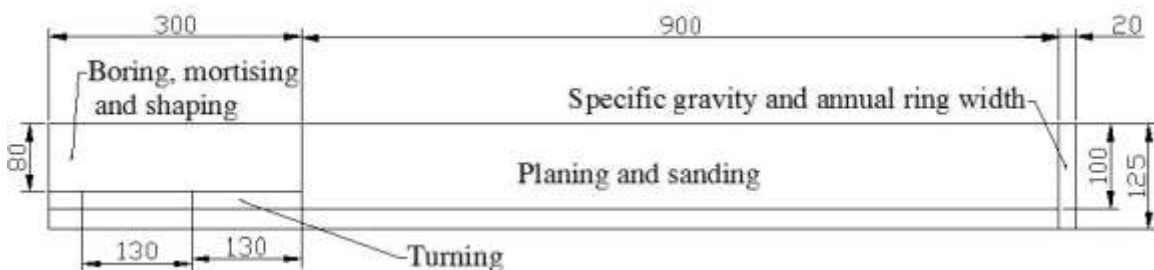 300
900
20
Boring, mortising
and shaping
Specific gravity and annual ring width
80
Planing and sanding
100
125
130
130
Turning